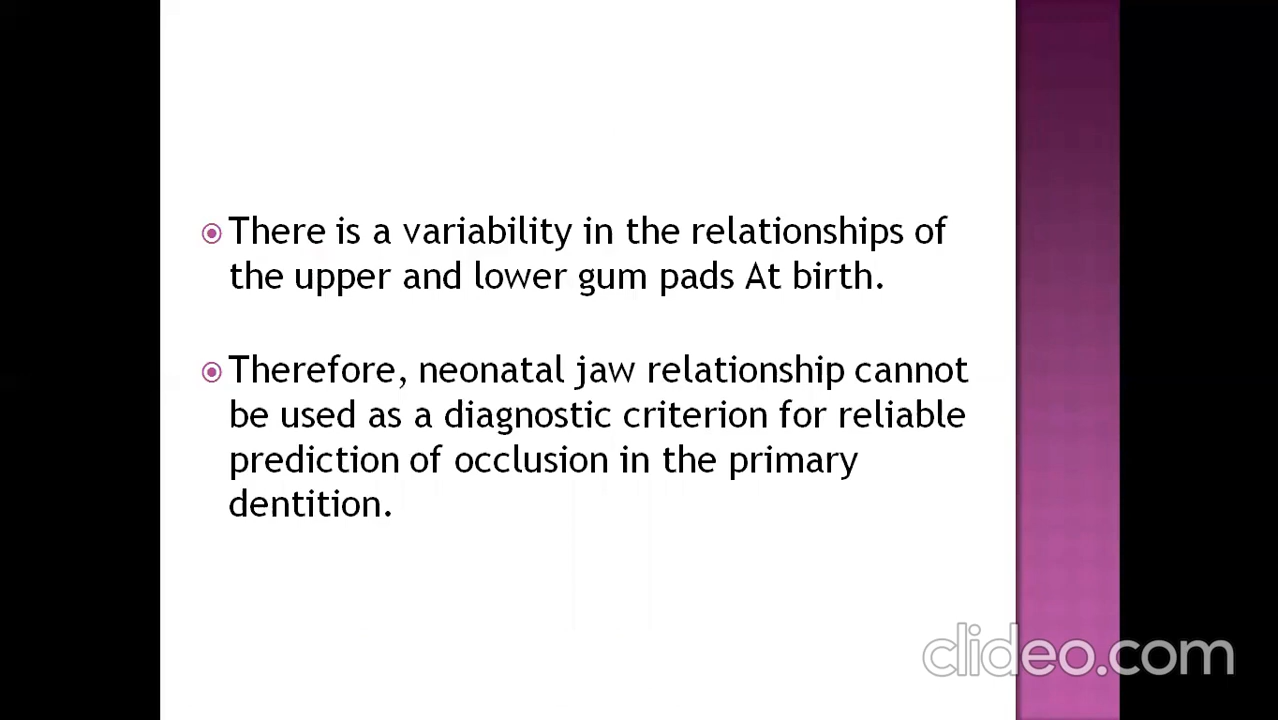 There is a variability in the relationships of
the upper and lower gum pads At birth.
Therefore, neonatal jaw relationship cannot
be used as a diagnostic criterion for reliable
prediction of occlusion in the primary
dentition.
clideo.com